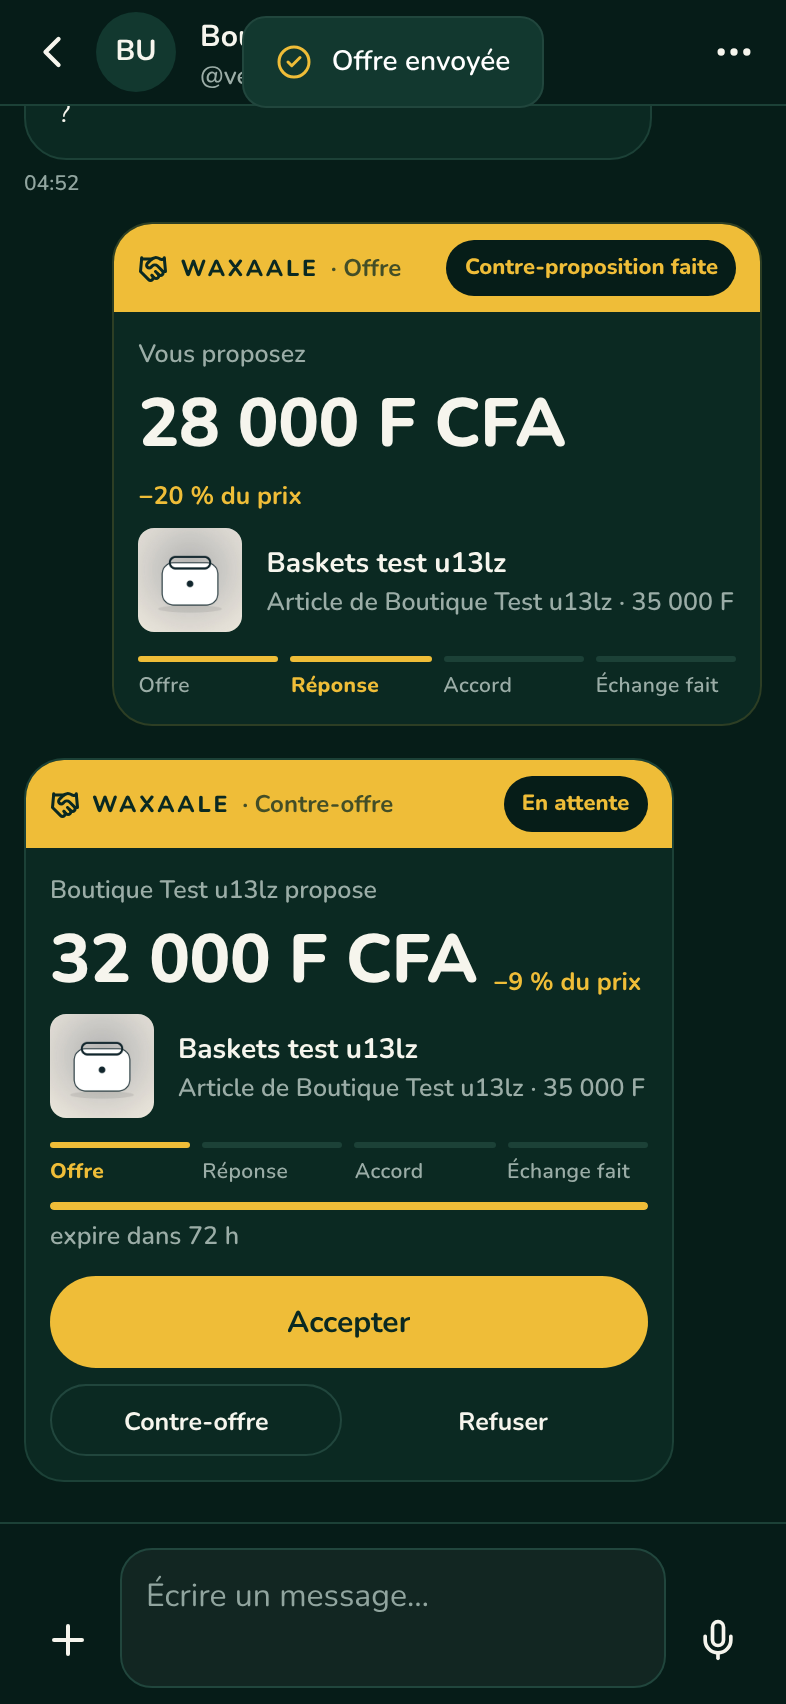 BU
Offre envoyée
?
04:52
WAXAALE · Offre
Contre-proposition faite
Vous proposez
28 000 F CFA
−20 % du prix
Baskets test u13lz
Article de Boutique Test u13lz · 35 000 F
Offre Réponse Accord Échange fait
WAXAALE · Contre-offre
En attente
Boutique Test u13lz propose
32 000 F CFA −9 % du prix
Baskets test u13lz
Article de Boutique Test u13lz · 35 000 F
Offre Réponse Accord Échange fait
expire dans 72 h
Accepter
Contre-offre Refuser
Écrire un message...